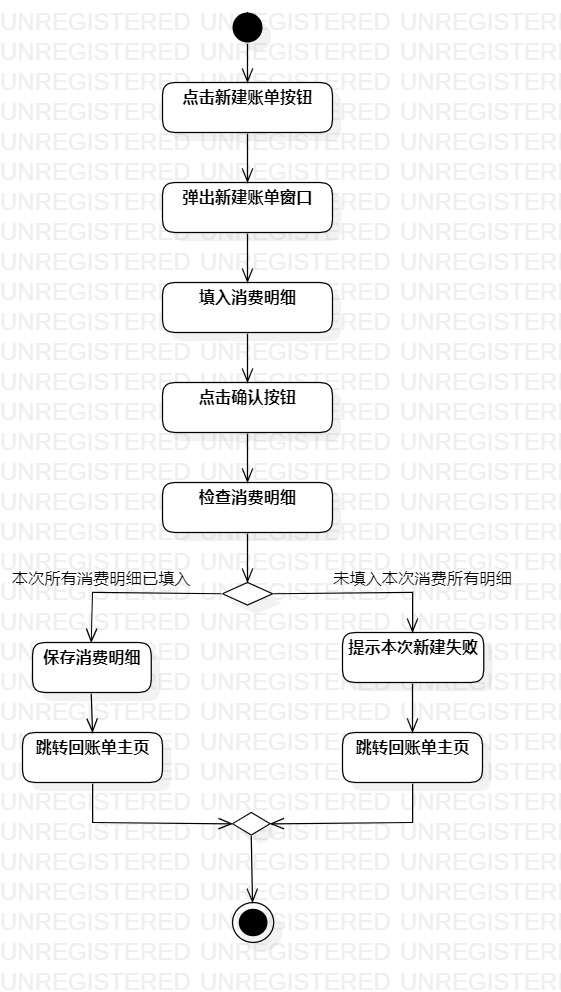 点击新建账单按钮
弹出新建账单窗口
填入消费明细
点击确认按钮
检查消费明细
本次所有消费明细已填入
未填入本次消费所有明细
保存消费明细
提示本次新建失败
跳转回账单主页
跳转回账单主页
UNREGISTERED